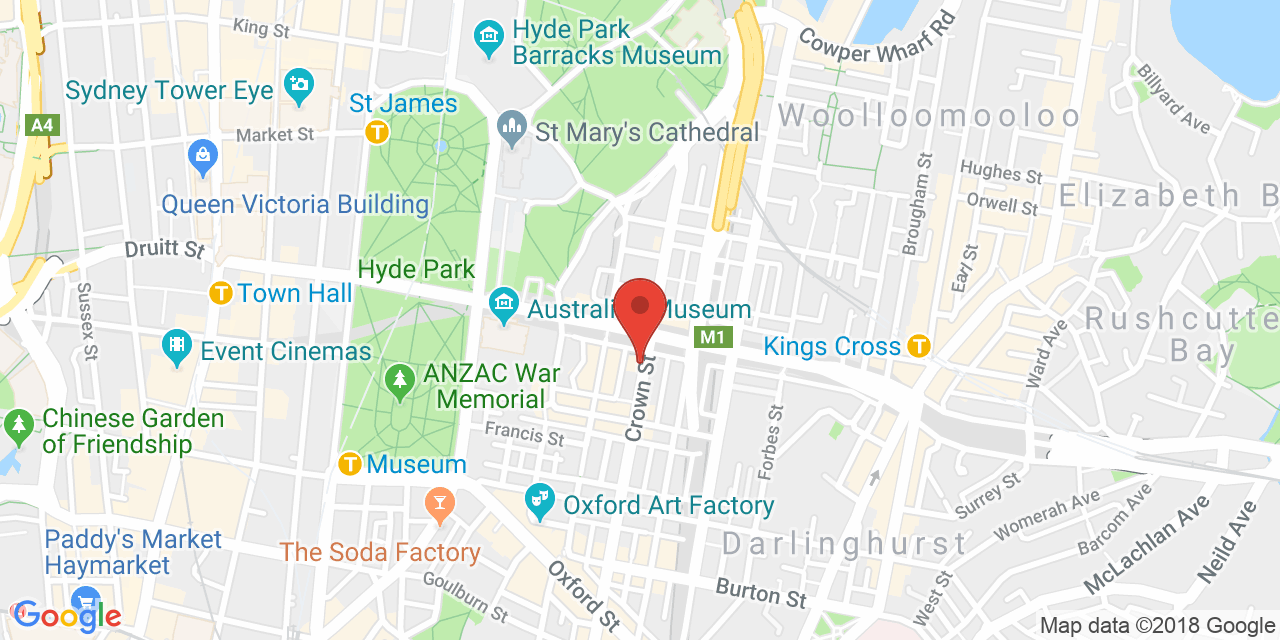 King St
Hyde Park
Barracks Museum
Cowper Wharf Rd
Sydney Tower Eye
St James
Woolloomooloo
Billyard Ave
A4
Market St
St Mary's Cathedral
Hughes St
Queen Victoria Building
Brougham St
Orwell St
Elizabeth B
Druitt St
Hyde Park
Earl St
Town Hall
Sussex St
Australi
Museum
M1
Kings Cross
Rushcutte
Bay
Ward Ave
Event Cinemas
ANZAC War
Memorial
Crown St
Chinese Garden
of Friendship
Francis St
Forbes St
Museum
Oxford Art Factory
Surrey St
Womerah Ave
Barcom Ave
McLachlan Ave
Neild Ave
Paddy's Market
Haymarket
The Soda Factory
Darlinghurst
Goulburn St
Oxford St
Burton St
West St
Google
Map data ©2018 Google